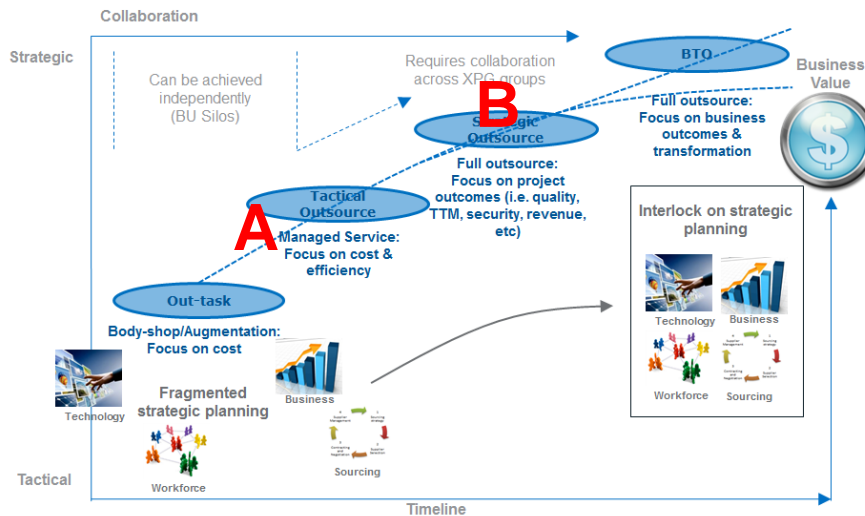 Collaboration
Strategic
Can be achieved
independently
(BU Silos)
Requires collaboration
across XPG groups
BTO
Business
Value
B
Strategic
Outsource
Full outsource:
Focus on business
outcomes &
transformation
Full outsource:
Focus on project
outcomes (i.e. quality,
TTM, security, revenue,
etc)
Tactical
Outsource
A
Managed Service:
Focus on cost &
efficiency
Interlock on strategic
planning
Technology
Business
Workforce
Sourcing
Out-task
Body-shop/Augmentation:
Focus on cost
Technology
Fragmented
strategic planning
Business
Workforce
Sourcing
Tactical
Timeline